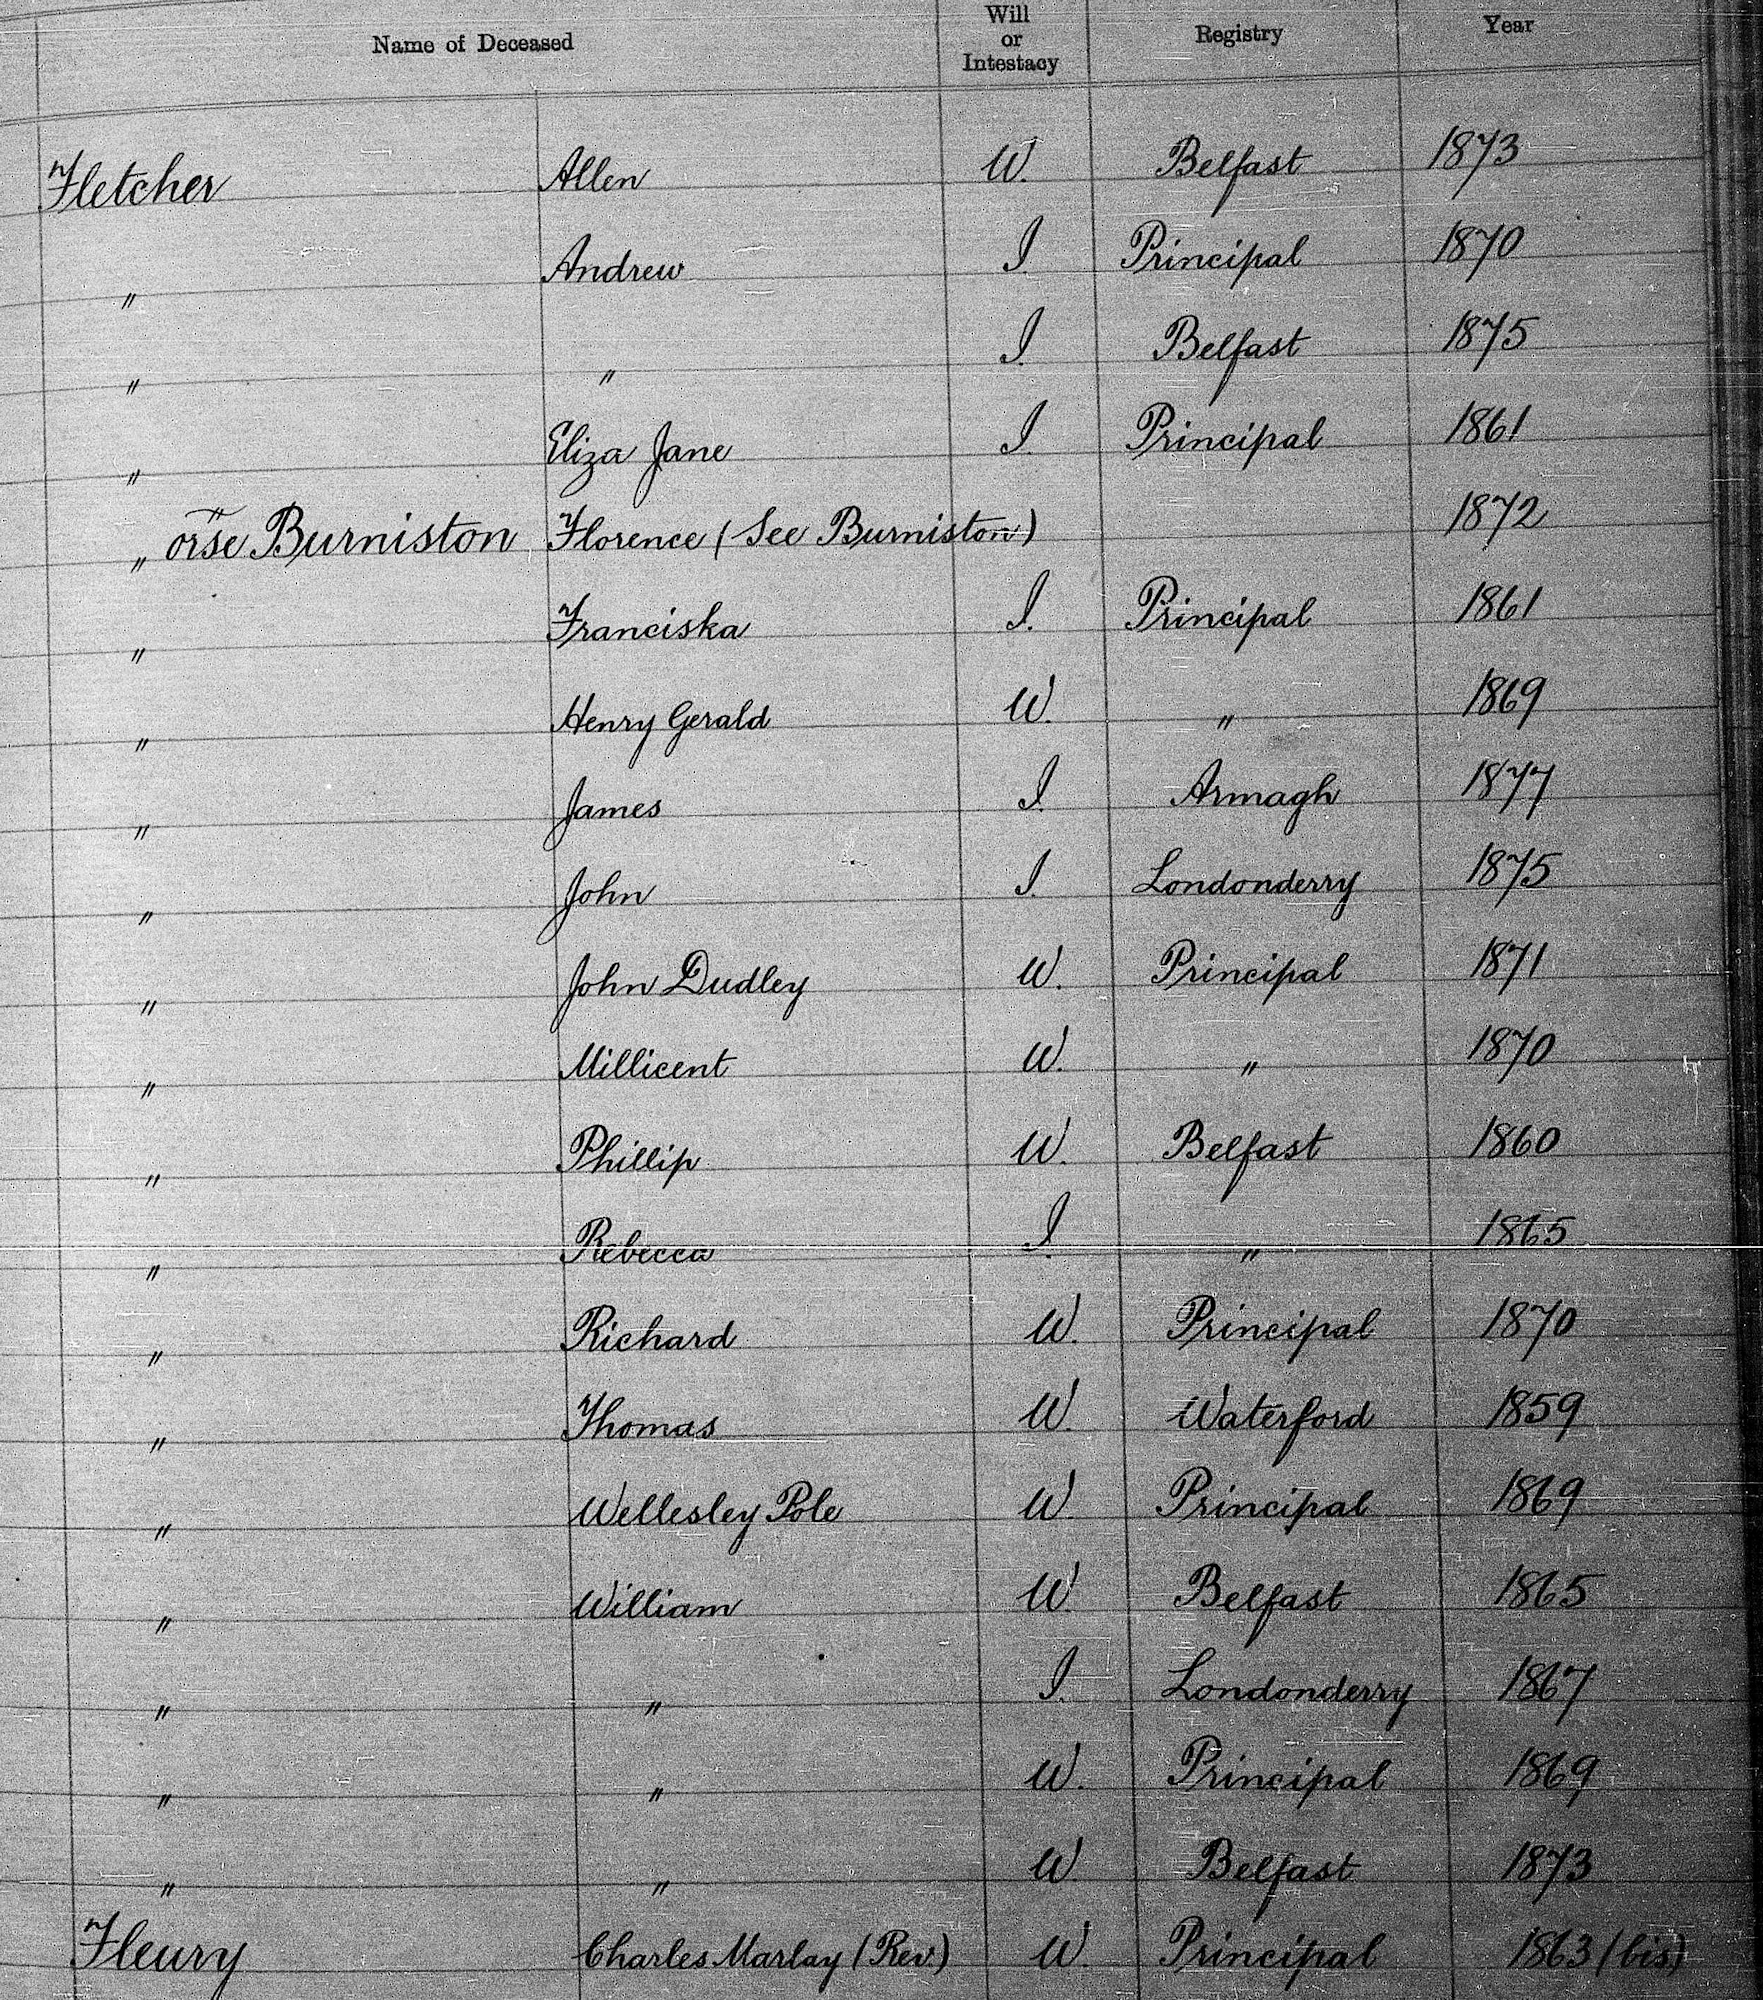 Name of Deceased Will or Intestacy Registry Year
Fletcher Allen W. Belfast 1873
" Andrew I. Principal 1870
" " I. Belfast 1875
" Eliza Jane I. Principal 1861
" orse Burniston Florence (See Burniston) 1872
" Franciska I. Principal 1861
" Henry Gerald W. " 1869
" James I. Armagh 1877
" John I. Londonderry 1875
" John Dudley W. Principal 1871
" Millicent W. " 1870
" Phillip W. Belfast 1860
" Rebecca I. " 1865
" Richard W. Principal 1870
" Thomas W. Waterford 1859
" Wellesley Pole W. Principal 1869
" William W. Belfast 1865
" " I. Londonderry 1867
" " W. Principal 1869
" " W. Belfast 1873
Fleury Charles Marlay (Rev.) W. Principal 1863 (bis)